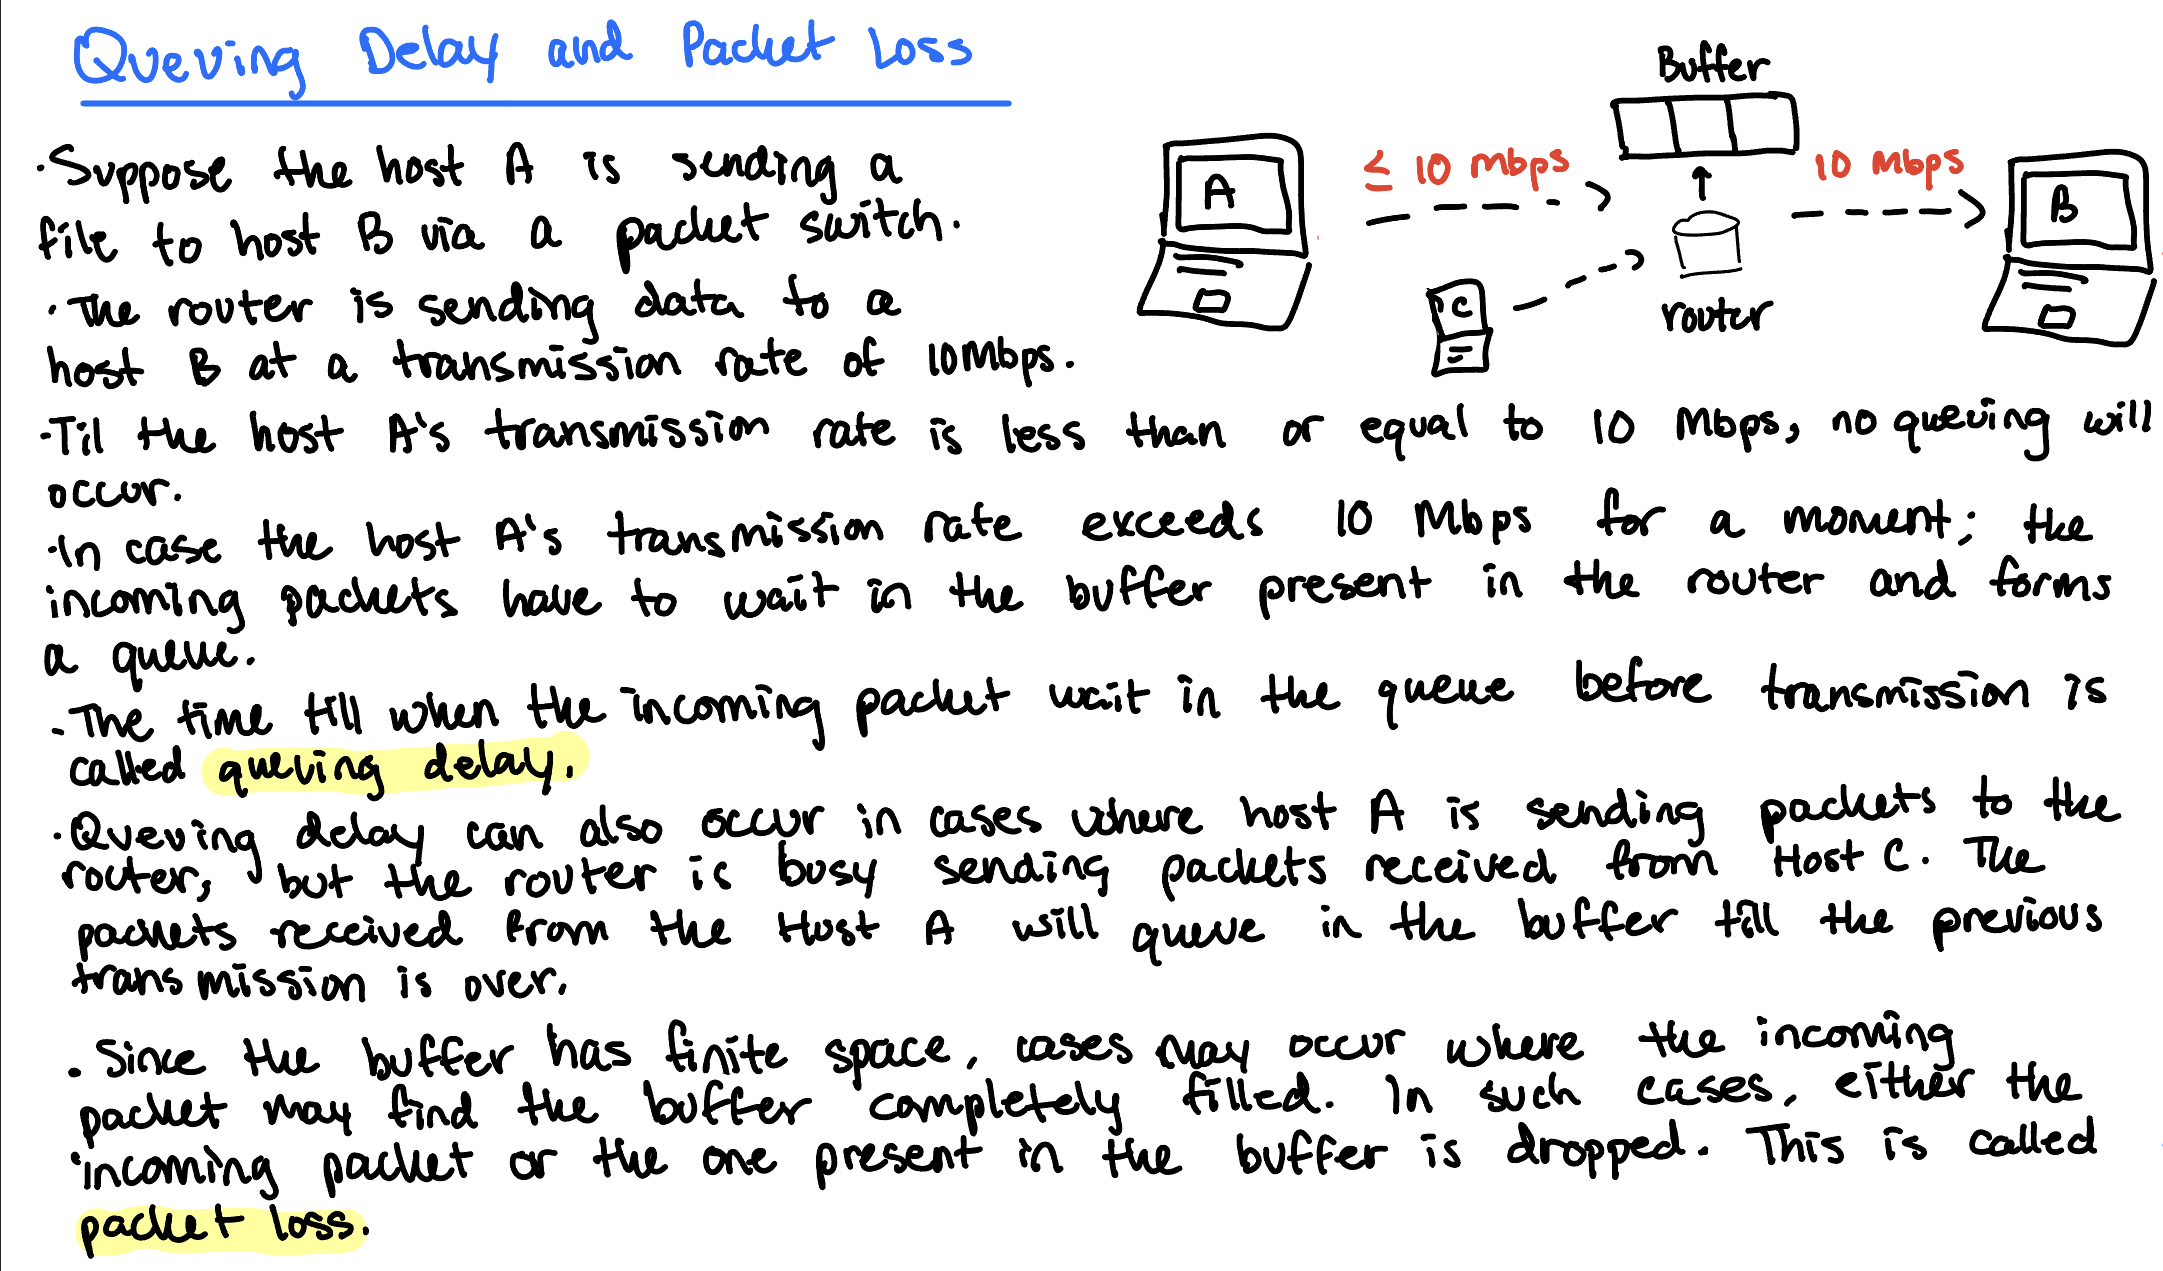 Queuing Delay and Packet Loss
Buffer
≤ 10 mbps
10 Mbps
A
B
C
router
·Suppose the host A is sending a
file to host B via a packet switch.
·The router is sending data to a
host B at a transmission rate of 10Mbps.
·Til the host A's transmission rate is less than or equal to 10 Mbps, no queuing will
occur.
·In case the host A's transmission rate exceeds 10 Mbps for a moment; the
incoming packets have to wait in the buffer present in the router and forms
a queue.
·The time till when the incoming packet wait in the queue before transmission is
called queuing delay.
·Queuing delay can also occur in cases where host A is sending packets to the
router, but the router is busy sending packets received from Host C. The
packets received from the Host A will queue in the buffer till the previous
transmission is over.
·Since the buffer has finite space, cases may occur where the incoming
packet may find the buffer completely filled. In such cases, either the
incoming packet or the one present in the buffer is dropped. This is called
packet loss.